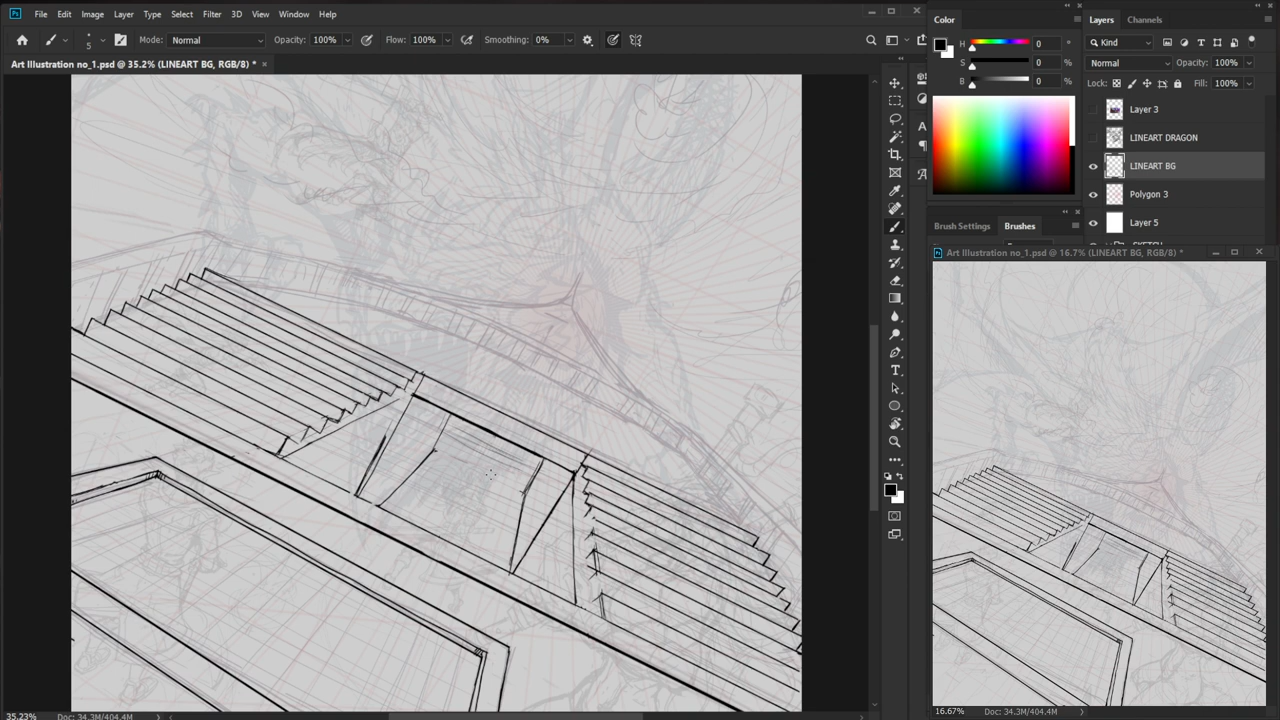 File Edit Image Layer Type Select Filter 3D View Window Help
5 Mode: Normal Opacity: 100% Flow: 100% Smoothing: 0%
Art Illustration no_1.psd @ 35.2% (LINEART BG, RGB/8) *
35.23% Doc: 34.3M/404.4M
Color
H 0 °
S 0 %
B 0 %
Brush Settings Brushes
Layers Channels
Kind
Normal Opacity: 100%
Lock: Fill: 100%
Layer 3
LINEART DRAGON
LINEART BG
Polygon 3
Layer 5
Art Illustration no_1.psd @ 16.7% (LINEART BG, RGB/8) *
16.67% Doc: 34.3M/404.4M